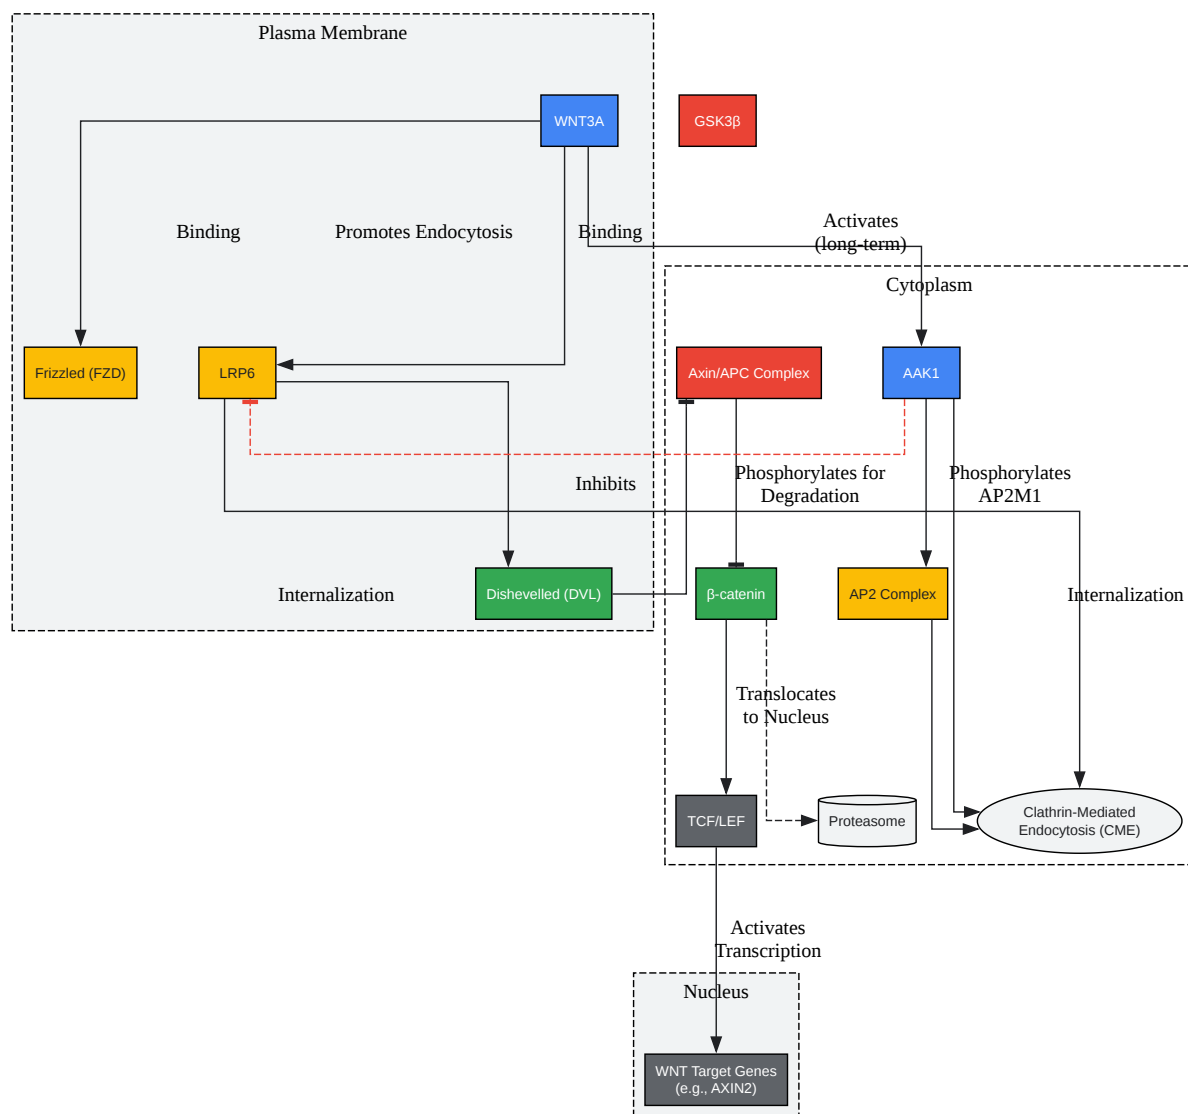 Plasma Membrane
WNT3A
GSK3β
Binding
Promotes Endocytosis
Binding
Activates
(long-term)
Cytoplasm
Frizzled (FZD)
LRP6
Axin/APC Complex
AAK1
Inhibits
Phosphorylates for
Degradation
Phosphorylates
AP2M1
Internalization
Dishevelled (DVL)
β-catenin
AP2 Complex
Internalization
Translocates
to Nucleus
TCF/LEF
Proteasome
Clathrin-Mediated
Endocytosis (CME)
Activates
Transcription
Nucleus
WNT Target Genes
(e.g., AXIN2)